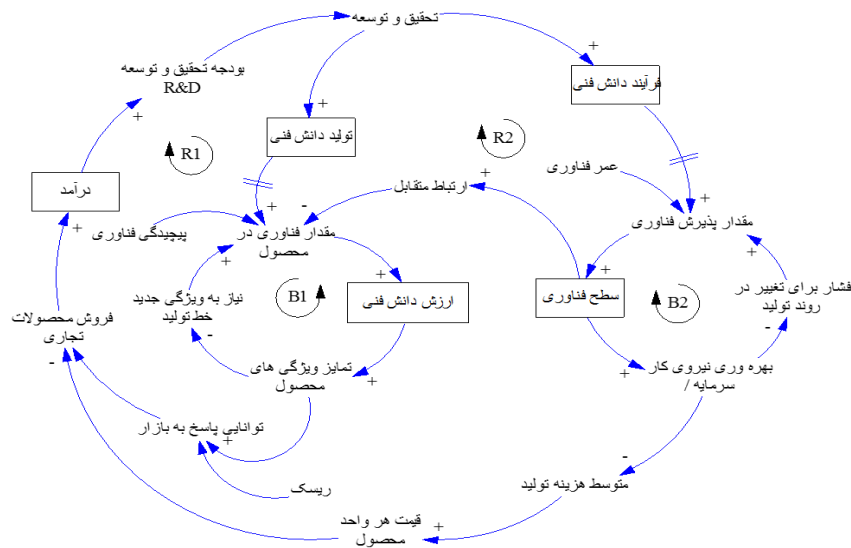 تحقیق و توسعه
بودجه تحقیق و توسعه
R&D
+
+
فرآیند دانش فنی
+
تولید دانش فنی
R1
R2
+
درآمد
ارتباط متقابل
+
عمر فناوری
-
+
+
مقدار پذیرش فناوری
پیچیدگی فناوری
مقدار فناوری در
محصول
+
+
+
+
+
سطح فناوری
فشار برای تغییر در
روند تولید
B1
B2
ارزش دانش فنی
نیاز به ویژگی جدید
خط تولید
فروش محصولات
تجاری
-
-
+
-
تمایز ویژگی های
محصول
+
+
بهره وری نیروی کار
/ سرمایه
توانایی پاسخ به بازار
+
-
ریسک
متوسط هزینه تولید
قیمت هر واحد
محصول
+